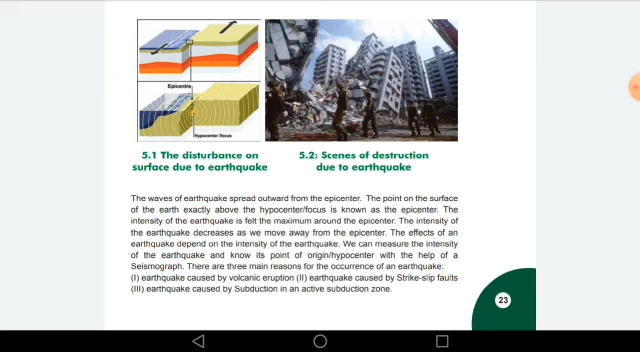 Epicentre
Hypocenter /focus
5.1 The disturbance on
surface due to earthquake
5.2: Scenes of destruction
due to earthquake
The waves of earthquake spread outward from the epicenter. The point on the surface
of the earth exactly above the hypocenter/focus is known as the epicenter. The
intensity of the earthquake is felt the maximum around the epicenter. The intensity of
the earthquake decreases as we move away from the epicenter. The effects of an
earthquake depend on the intensity of the earthquake. We can measure the intensity
of the earthquake and know its point of origin/hypocenter with the help of a
Seismograph. There are three main reasons for the occurrence of an earthquake:
(I) earthquake caused by volcanic eruption (II) earthquake caused by Strike-slip faults
(III) earthquake caused by Subduction in an active subduction zone.
23